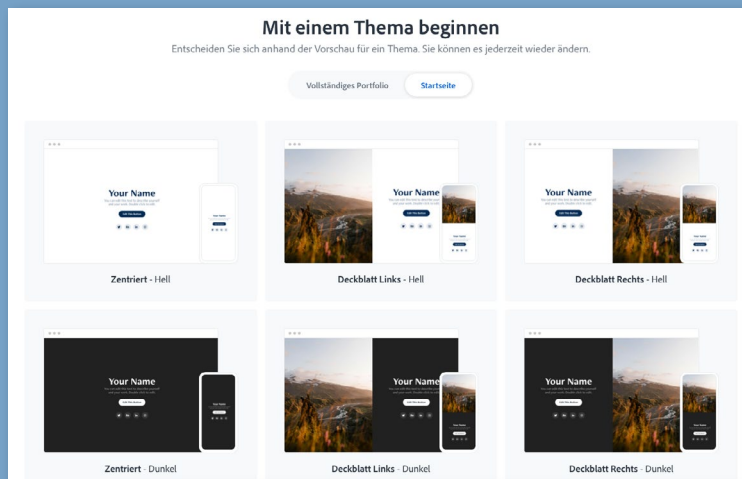 Mit einem Thema beginnen
Entscheiden Sie sich anhand der Vorschau für ein Thema. Sie können es jederzeit wieder ändern.
Vollständiges Portfolio
Startseite
Your Name
Your Name
Your Name
Zentriert - Hell
Deckblatt Links - Hell
Deckblatt Rechts - Hell
Your Name
Your Name
Your Name
Zentriert - Dunkel
Deckblatt Links - Dunkel
Deckblatt Rechts - Dunkel